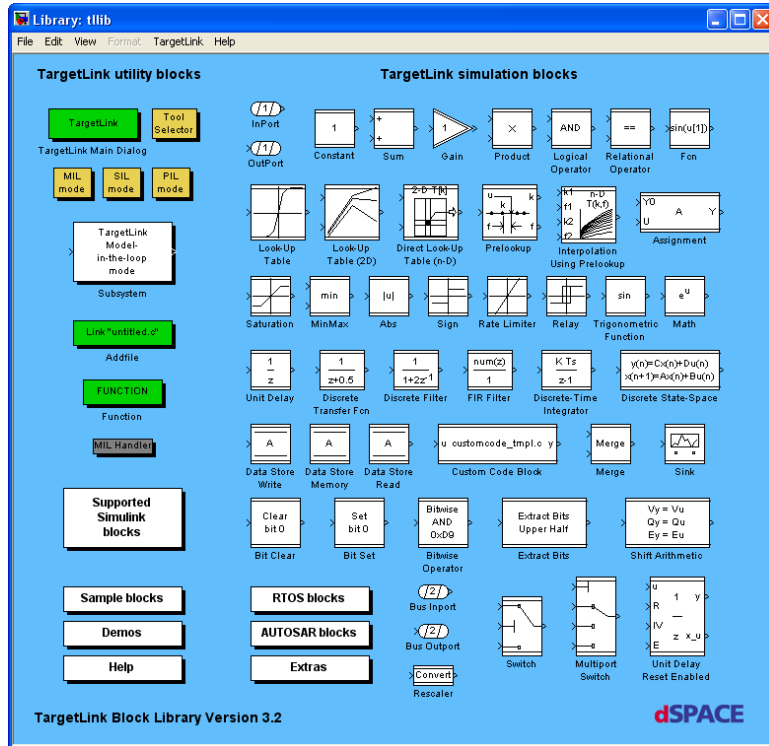 Library: tllib
File Edit View Format TargetLink Help
TargetLink utility blocks
TargetLink
TargetLink Main Dialog
Tool
Selector
MIL
mode
SIL
mode
PIL
mode
TargetLink
Model-
in-the-loop
mode
Subsystem
Link "untitled.c"
Addfile
FUNCTION
Function
MIL Handler
Supported
Simulink
blocks
Sample blocks
Demos
Help
RTOS blocks
AUTOSAR blocks
Extras
TargetLink simulation blocks
/1/
InPort
/1/
OutPort
1
Constant
+
+
Sum
1
Gain
X
Product
AND
Logical
Operator
==
Relational
Operator
sin(u[1])
Fcn
Look-Up
Table
Look-Up
Table (2D)
2-D T[k]
Direct Look-Up
Table (n-D)
u
k
k
f
f
Prelookup
k1
f1
k2
f2
n-D
T(k,f)
Interpolation
Using Prelookup
Y0
U
A
Y
Assignment
Saturation
min
MinMax
|u|
Abs
Sign
Rate Limiter
Relay
sin
Trigonometric
Function
e^u
Math
1
z
Unit Delay
1
z+0.5
Discrete
Transfer Fcn
1
1+2z^-1
Discrete Filter
num(z)
1
FIR Filter
K Ts
z-1
Discrete-Time
Integrator
y(n)=Cx(n)+Du(n)
x(n+1)=Ax(n)+Bu(n)
Discrete State-Space
A
Data Store
Write
A
Data Store
Memory
A
Data Store
Read
u customcode_tmpl.c y
Custom Code Block
Merge
Merge
Sink
Clear
bit 0
Bit Clear
Set
bit 0
Bit Set
Bitwise
AND
0xD9
Bitwise
Operator
Extract Bits
Upper Half
Extract Bits
Vy = Vu
Qy = Qu
Ey = Eu
Shift Arithmetic
/2/
Bus Inport
/2/
Bus Outport
Convert
Rescaler
Switch
Multiport
Switch
u
R
IV
E
1
z
y
x_u
Unit Delay
Reset Enabled
TargetLink Block Library Version 3.2
dSPACE